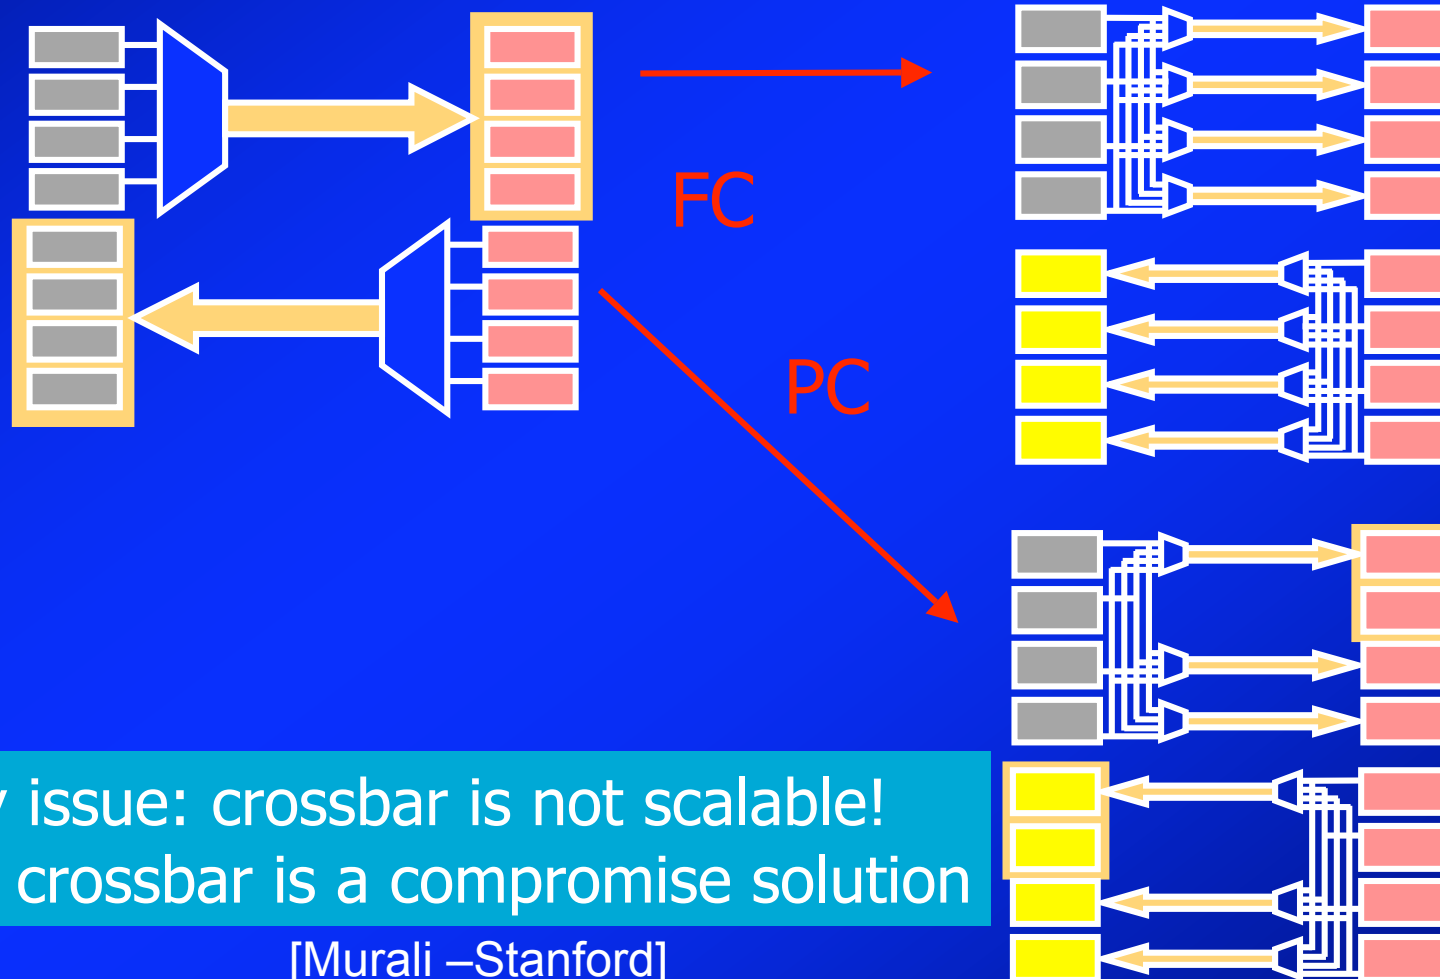 FC
PC
issue: crossbar is not scalable!
crossbar is a compromise solution
[Murali –Stanford]